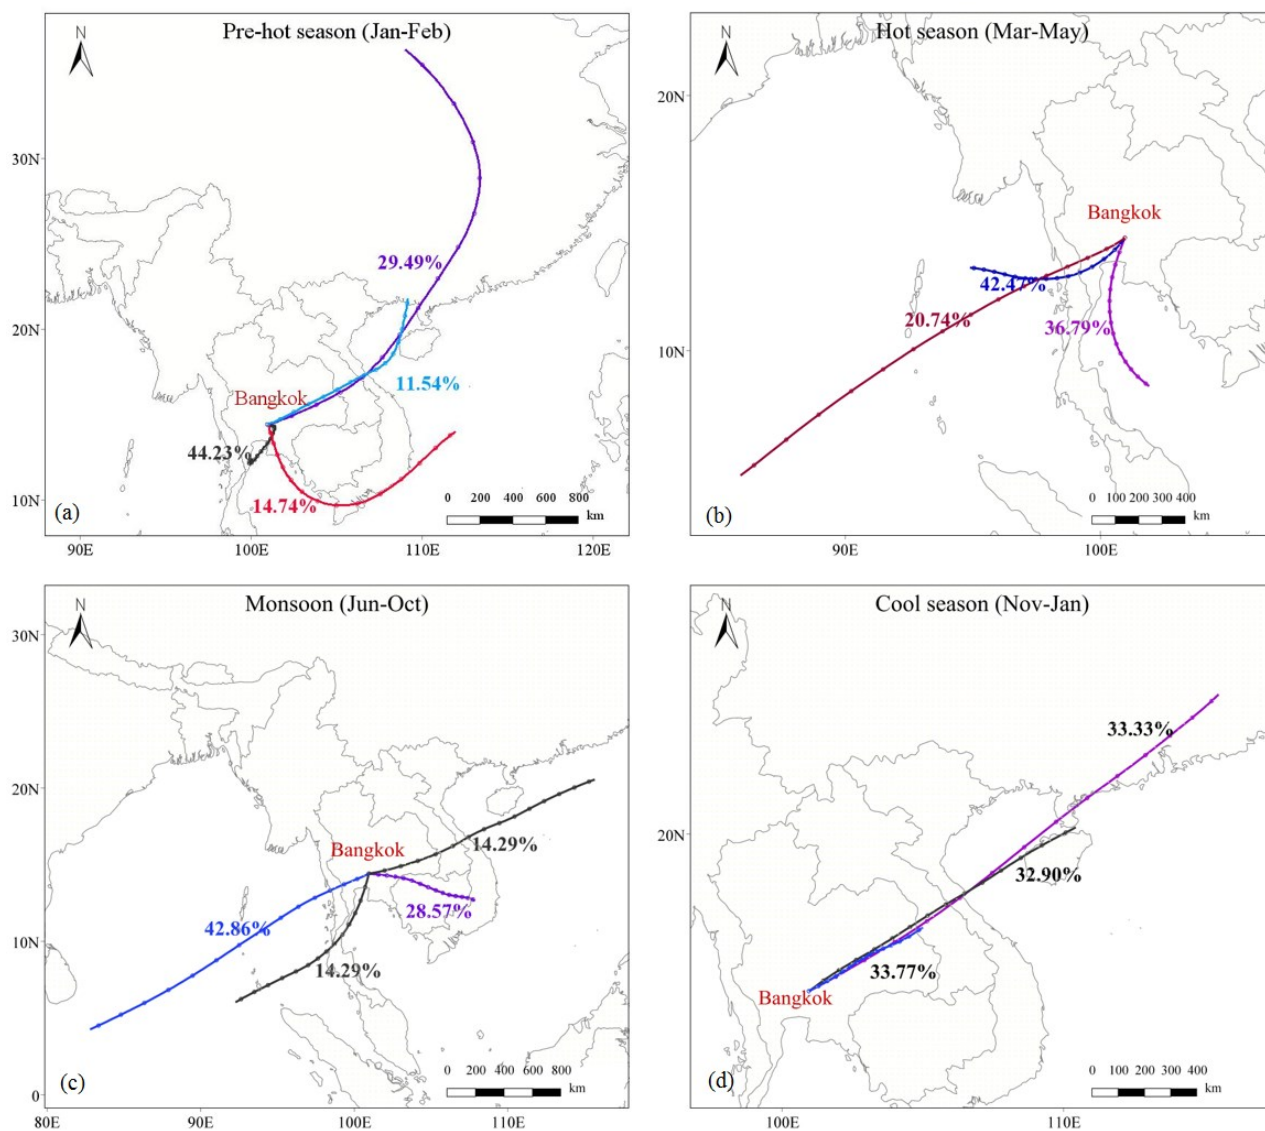 Pre-hot season (Jan-Feb)
N
30N
29.49%
20N
11.54%
Bangkok
44.23%
14.74%
10N
0 200 400 600 800
km
(a)
90E 100E 110E 120E
Hot season (Mar-May)
N
20N
Bangkok
42.47%
20.74%
36.79%
10N
0 100 200 300 400
km
(b)
90E 100E
Monsoon (Jun-Oct)
N
30N
20N
14.29%
Bangkok
28.57%
42.86%
10N
14.29%
0 200 400 600 800
km
(c)
0
80E 90E 100E 110E
Cool season (Nov-Jan)
N
33.33%
20N
32.90%
33.77%
Bangkok
0 100 200 300 400
km
(d)
100E 110E